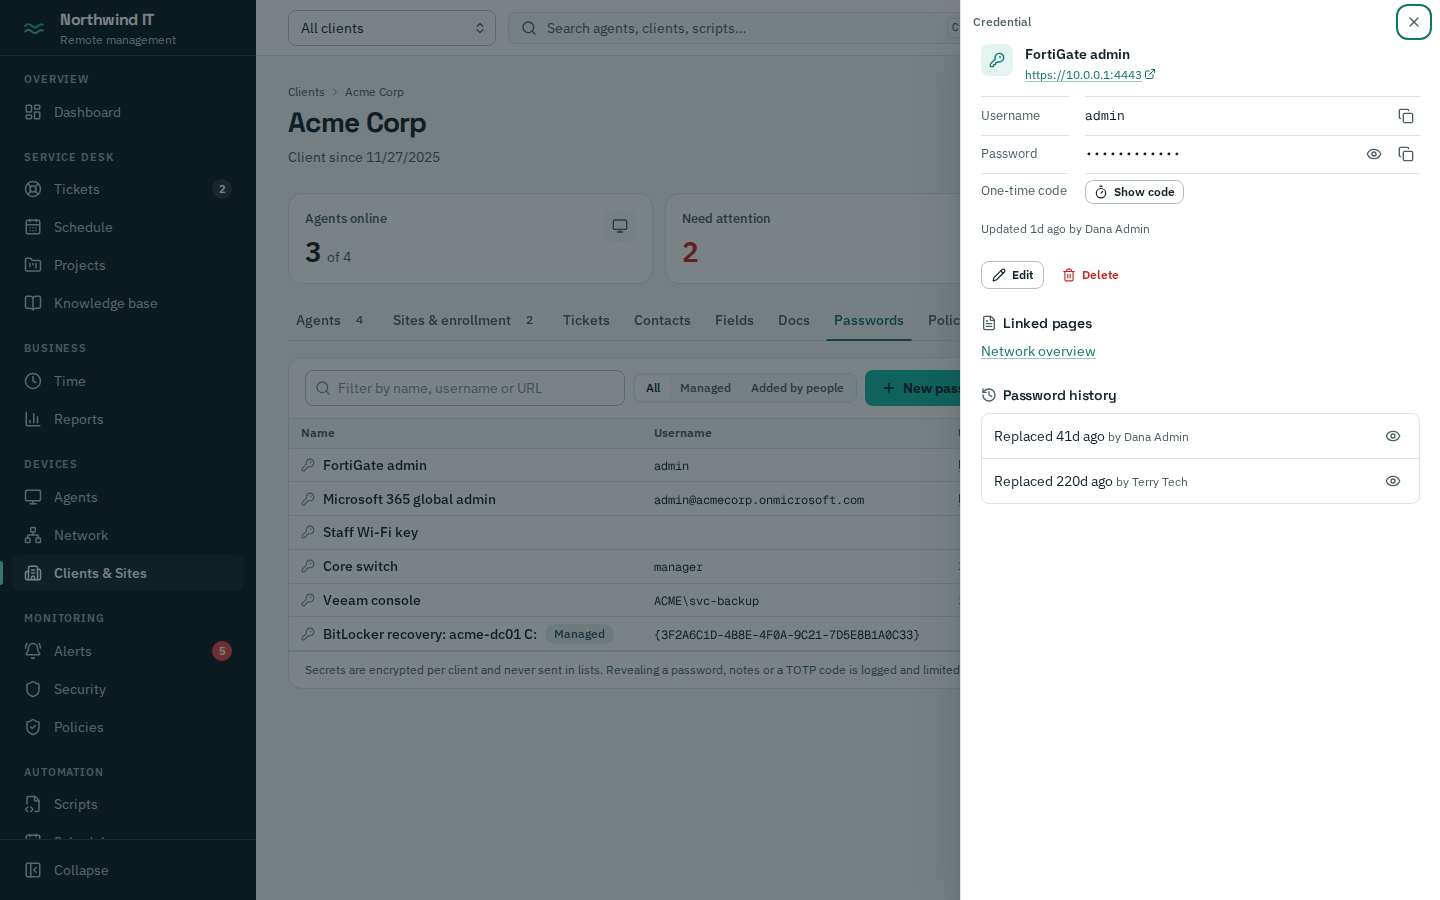 Northwind IT
Remote management
OVERVIEW
Dashboard
SERVICE DESK
Tickets 2
Schedule
Projects
Knowledge base
BUSINESS
Time
Reports
DEVICES
Agents
Network
Clients & Sites
MONITORING
Alerts 5
Security
Policies
AUTOMATION
Scripts
Collapse
All clients
Search agents, clients, scripts...
Clients Acme Corp
Acme Corp
Client since 11/27/2025
Agents online
3 of 4
Need attention
2
Agents 4 Sites & enrollment 2 Tickets Contacts Fields Docs Passwords
Filter by name, username or URL All Managed Added by people New
Name Username
FortiGate admin admin
Microsoft 365 global admin admin@acmecorp.onmicrosoft.com
Staff Wi-Fi key
Core switch manager
Veeam console ACME\svc-backup
BitLocker recovery: acme-dc01 C: Managed {3F2A6C1D-4B8E-4F0A-9C21-7D5E8B1A0C33}
Secrets are encrypted per client and never sent in lists. Revealing a password, notes or a TOTP code is logged and limited
Credential
FortiGate admin
https://10.0.0.1:4443
Username admin
Password ••••••••••••
One-time code Show code
Updated 1d ago by Dana Admin
Edit Delete
Linked pages
Network overview
Password history
Replaced 41d ago by Dana Admin
Replaced 220d ago by Terry Tech